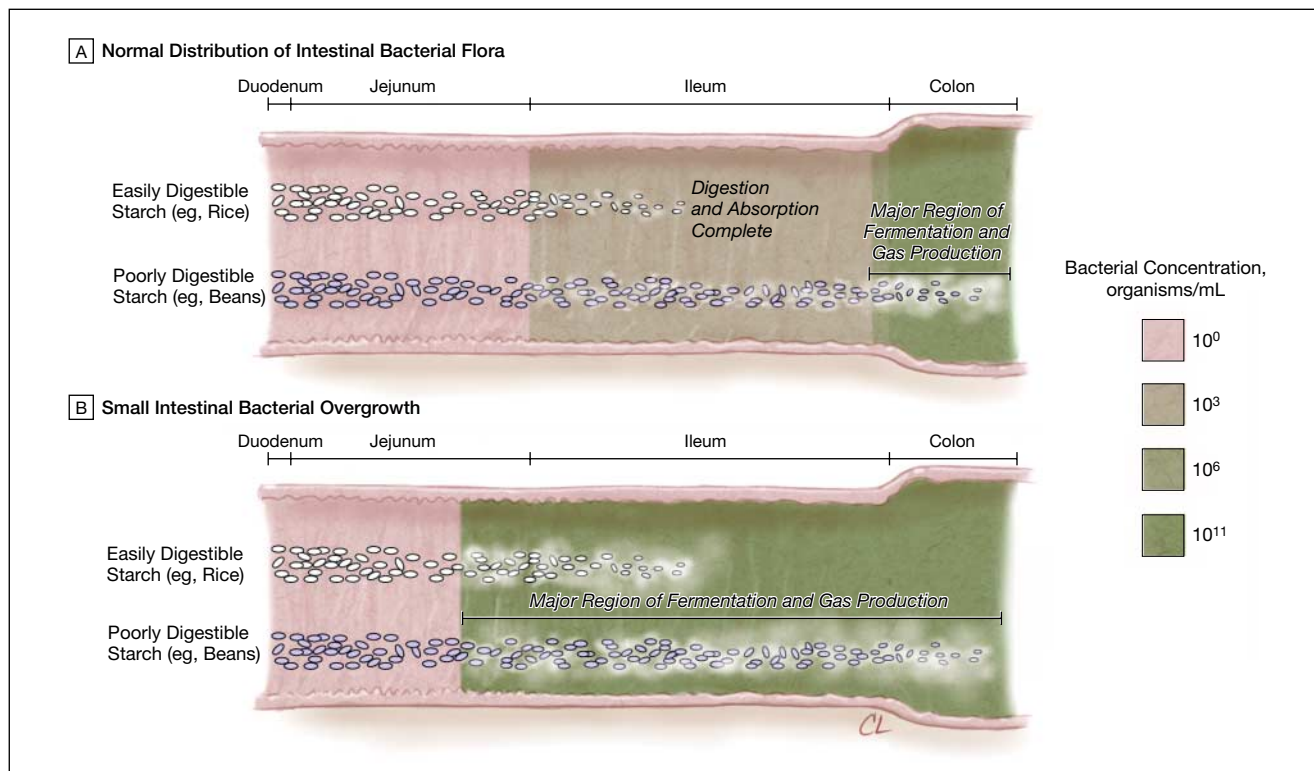 A Normal Distribution of Intestinal Bacterial Flora
Duodenum Jejunum Ileum Colon
Easily Digestible
Starch (eg, Rice)
Digestion
and Absorption
Complete
Major Region of
Fermentation and
Gas Production
Poorly Digestible
Starch (eg, Beans)
B Small Intestinal Bacterial Overgrowth
Duodenum Jejunum Ileum Colon
Easily Digestible
Starch (eg, Rice)
Major Region of Fermentation and Gas Production
Poorly Digestible
Starch (eg, Beans)
CL
Bacterial Concentration,
organisms/mL
10⁰
10³
10⁶
10¹¹